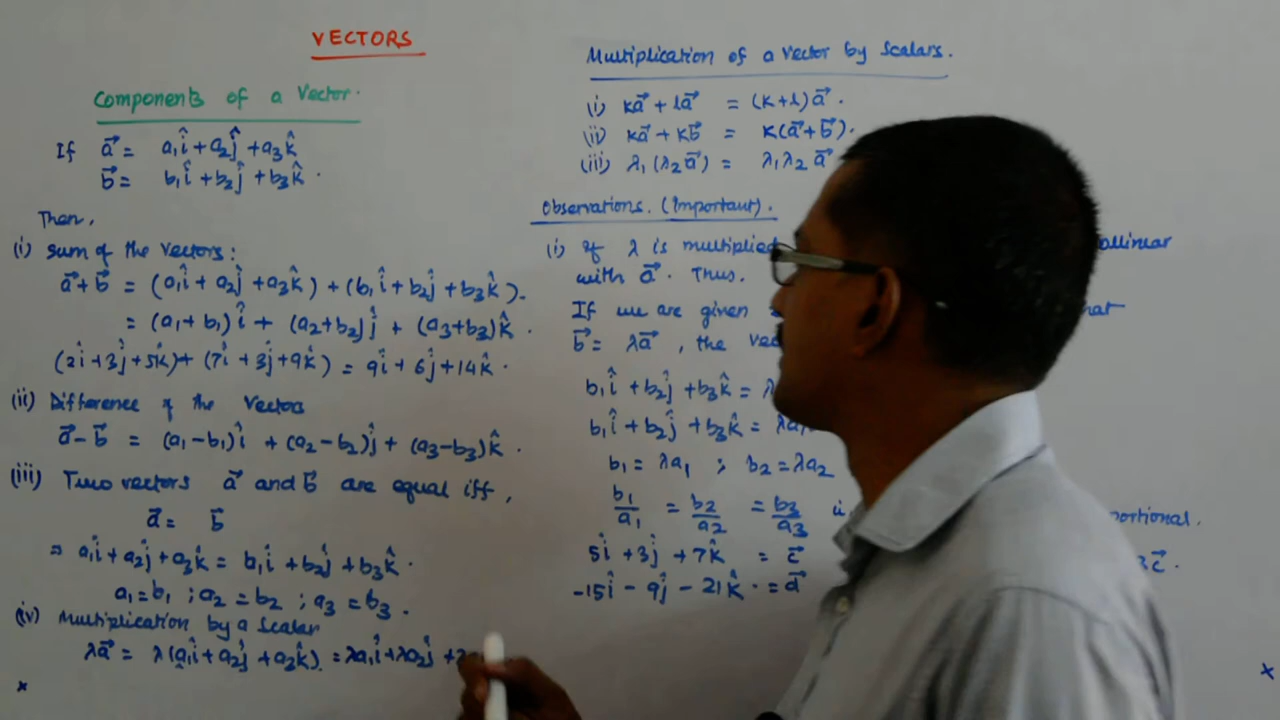 VECTORS
Components of a Vector.
If a⃗ = a₁î + a₂ĵ + a₃k̂
b⃗ = b₁î + b₂ĵ + b₃k̂.
Then,
(i) Sum of the Vectors:
a⃗+b⃗ = (a₁î + a₂ĵ + a₃k̂) + (b₁î + b₂ĵ + b₃k̂).
= (a₁+b₁)î + (a₂+b₂)ĵ + (a₃+b₃)k̂.
(2î+3ĵ+5k̂) + (7î+3ĵ+9k̂) = 9î+6ĵ+14k̂.
(ii) Difference of the Vectors
a⃗−b⃗ = (a₁−b₁)î + (a₂−b₂)ĵ + (a₃−b₃)k̂.
(iii) Two vectors a⃗ and b⃗ are equal iff,
a⃗ = b⃗
⇒ a₁î+a₂ĵ+a₃k̂ = b₁î+b₂ĵ+b₃k̂.
a₁=b₁ ; a₂=b₂ ; a₃=b₃.
(iv) Multiplication by a Scalar
λa⃗ = λ(a₁î+a₂ĵ+a₃k̂). = λa₁î+λa₂ĵ +
×
Multiplication of a Vector by Scalars.
(i) Ka⃗ + la⃗ = (K+l)a⃗.
(ii) Ka⃗ + Kb⃗ = K(a⃗+b⃗).
(iii) λ₁(λ₂a⃗) = λ₁λ₂a⃗
Observations. (Important).
(i) If λ is multiplied
with a⃗. Thus.
If we are given
b⃗ = λa⃗, the
b₁î + b₂ĵ + b₃k̂ =
b₁î + b₂ĵ + b₃k̂ = λa₁
b₁ = λa₁ ; b₂ = λa₂
b₁/a₁ = b₂/a₂ = b₃/a₃
5î + 3ĵ + 7k̂ = c⃗
−15î − 9ĵ − 21k̂. = d⃗
×